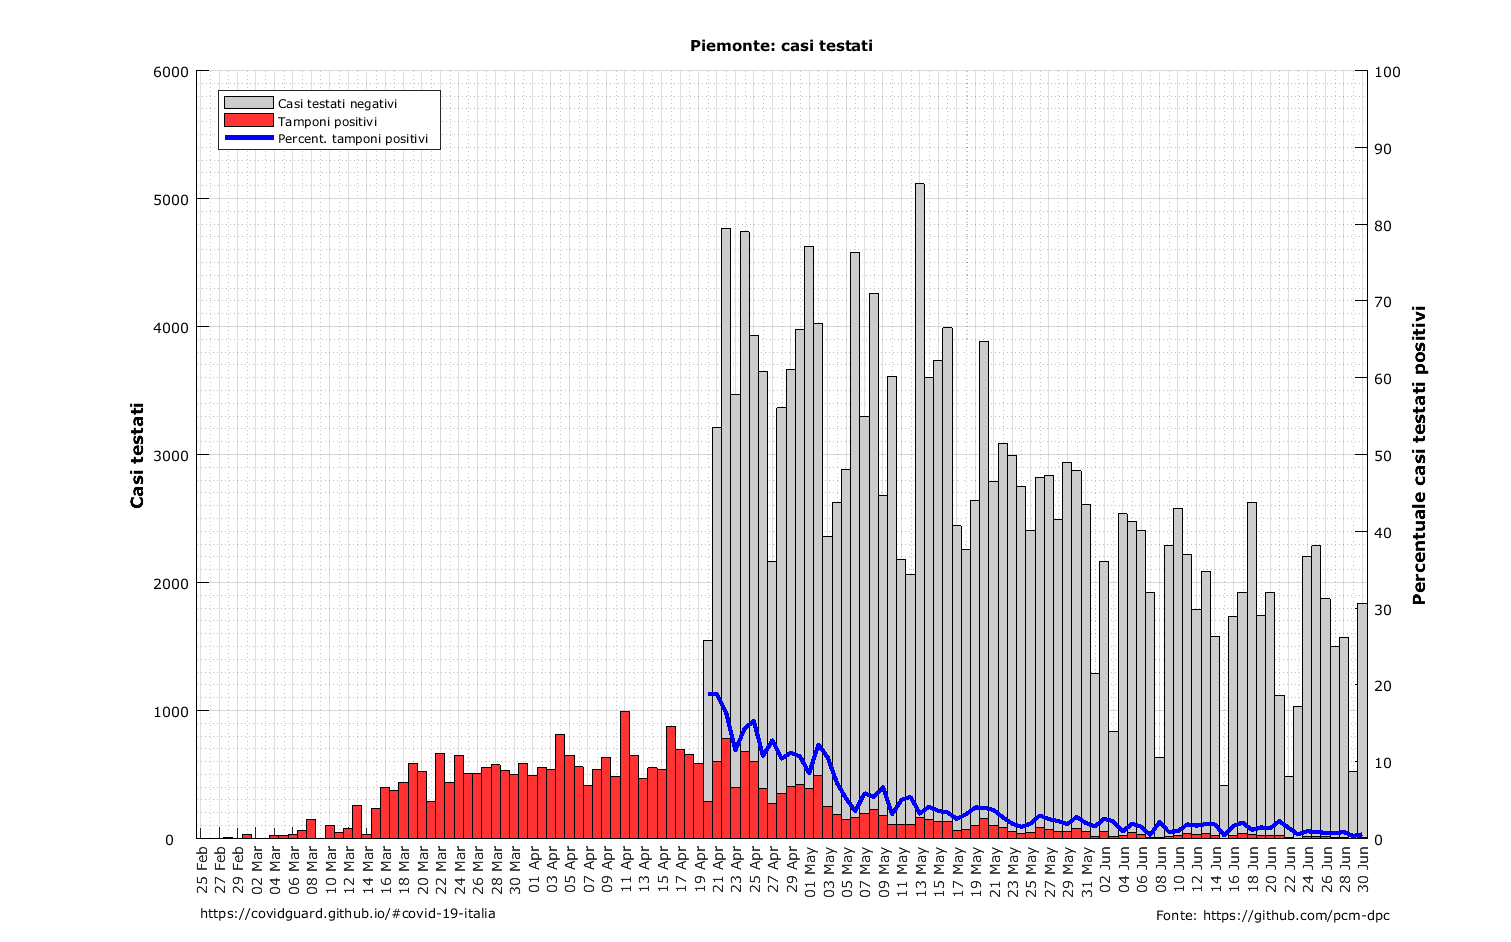 Piemonte: casi testati
Casi testati negativi
Tamponi positivi
Percent. tamponi positivi
Casi testati
6000
5000
4000
3000
2000
1000
0
Percentuale casi testati positivi
100
90
80
70
60
50
40
30
20
10
0
25 Feb
27 Feb
29 Feb
02 Mar
04 Mar
06 Mar
08 Mar
10 Mar
12 Mar
14 Mar
16 Mar
18 Mar
20 Mar
22 Mar
24 Mar
26 Mar
28 Mar
30 Mar
01 Apr
03 Apr
05 Apr
07 Apr
09 Apr
11 Apr
13 Apr
15 Apr
17 Apr
19 Apr
21 Apr
23 Apr
25 Apr
27 Apr
29 Apr
01 May
03 May
05 May
07 May
09 May
11 May
13 May
15 May
17 May
19 May
21 May
23 May
25 May
27 May
29 May
31 May
02 Jun
04 Jun
06 Jun
08 Jun
10 Jun
12 Jun
14 Jun
16 Jun
18 Jun
20 Jun
22 Jun
24 Jun
26 Jun
28 Jun
30 Jun
https://covidguard.github.io/#covid-19-italia
Fonte: https://github.com/pcm-dpc